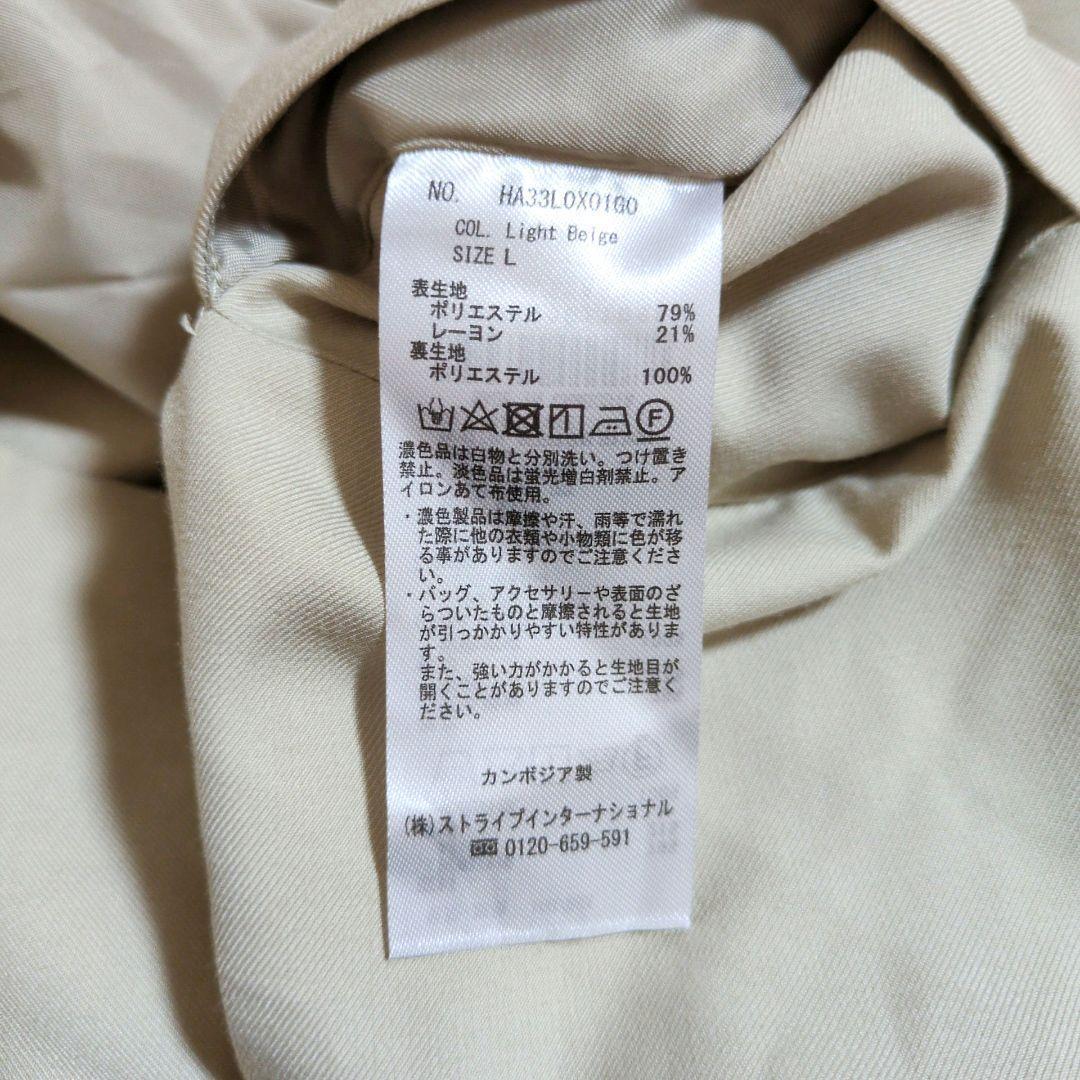 NO. HA33L0X01G0
COL. Light Beige
SIZE L
表生地
ポリエステル 79%
レーヨン 21%
裏生地
ポリエステル 100%
F
濃色品は白物と分別洗い。つけ置き
禁止。淡色品は蛍光増白剤禁止。ア
イロンあて布使用。
・濃色製品は摩擦や汗、雨等で濡れ
た際に他の衣類や小物類に色が移
る事がありますのでご注意くださ
い。
・バッグ、アクセサリーや表面のざ
らついたものと摩擦されると生地
が引っかかりやすい特性がありま
す。
また、強い力がかかると生地目が
開くことがありますのでご注意く
ださい。
カンボジア製
(株)ストライプインターナショナル
0120-659-591